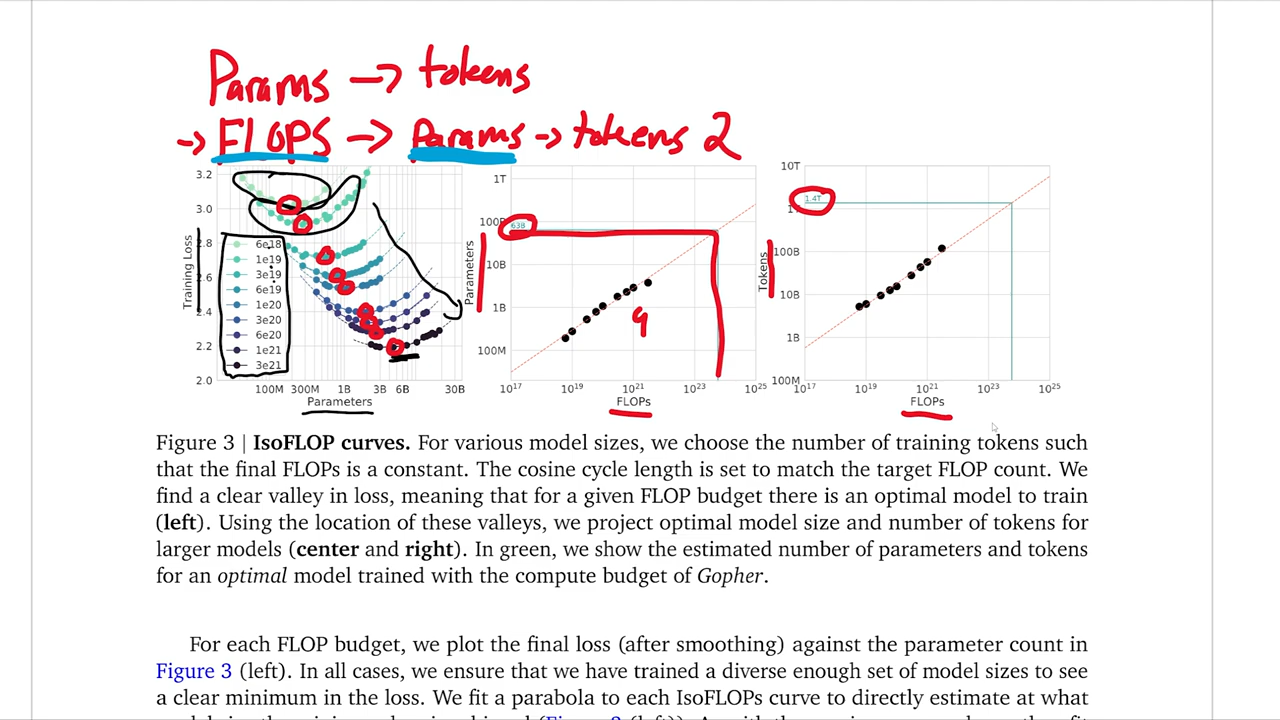 Params -> tokens
-> FLOPS -> Params -> tokens 2
3.2
3.0
2.8
2.6
2.4
2.2
2.0
Training Loss
6e18
1e19
3e19
6e19
1e20
3e20
6e20
1e21
3e21
100M 300M 1B 3B 6B 30B
Parameters
1T
100B
10B
1B
100M
Parameters
63B
9
10^17 10^19 10^21 10^23 10^25
FLOPs
10T
1.4T
100B
10B
1B
100M
Tokens
10^17 10^19 10^21 10^23 10^25
FLOPs
Figure 3 | IsoFLOP curves. For various model sizes, we choose the number of training tokens such
that the final FLOPs is a constant. The cosine cycle length is set to match the target FLOP count. We
find a clear valley in loss, meaning that for a given FLOP budget there is an optimal model to train
(left). Using the location of these valleys, we project optimal model size and number of tokens for
larger models (center and right). In green, we show the estimated number of parameters and tokens
for an optimal model trained with the compute budget of Gopher.
For each FLOP budget, we plot the final loss (after smoothing) against the parameter count in
Figure 3 (left). In all cases, we ensure that we have trained a diverse enough set of model sizes to see
a clear minimum in the loss. We fit a parabola to each IsoFLOPs curve to directly estimate at what